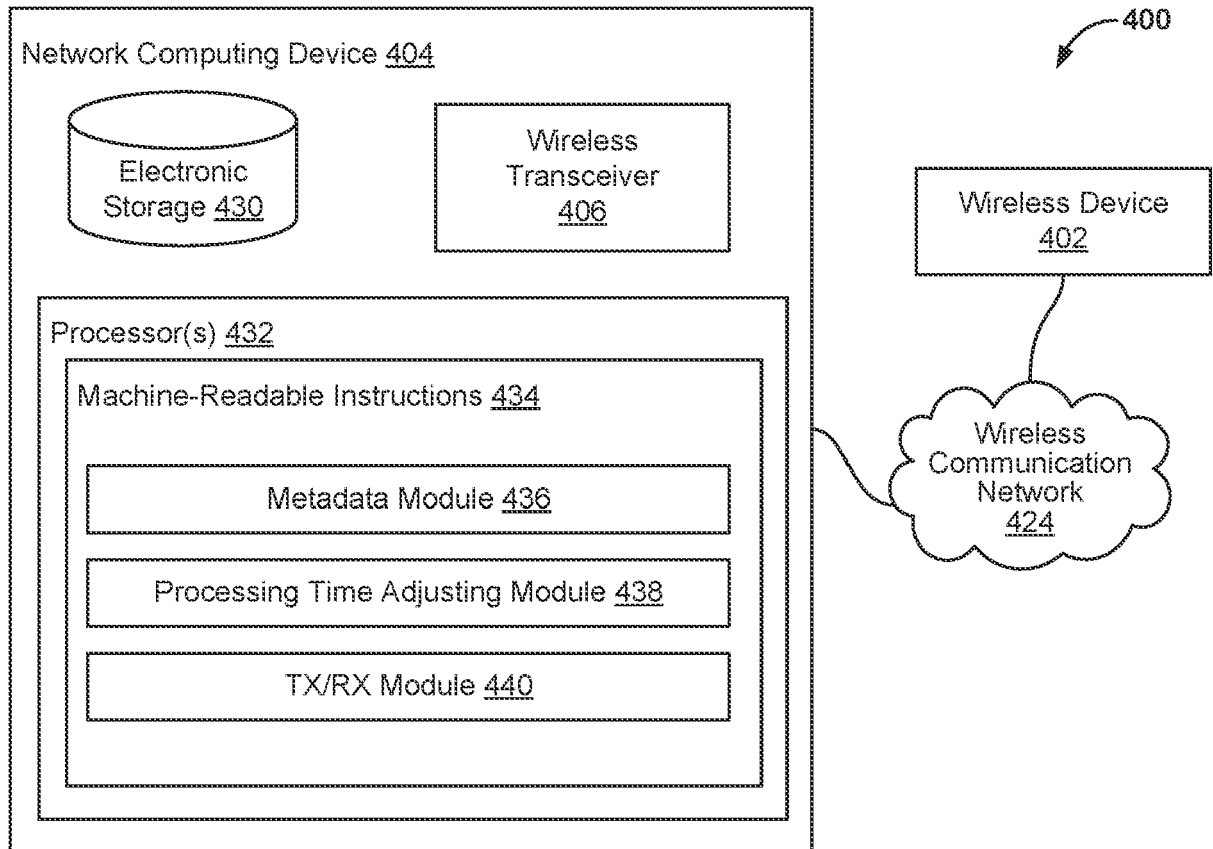 400
Network Computing Device 404
Electronic
Storage 430
Wireless
Transceiver
406
Wireless Device
402
Processor(s) 432
Machine-Readable Instructions 434
Metadata Module 436
Processing Time Adjusting Module 438
TX/RX Module 440
Wireless
Communication
Network
424